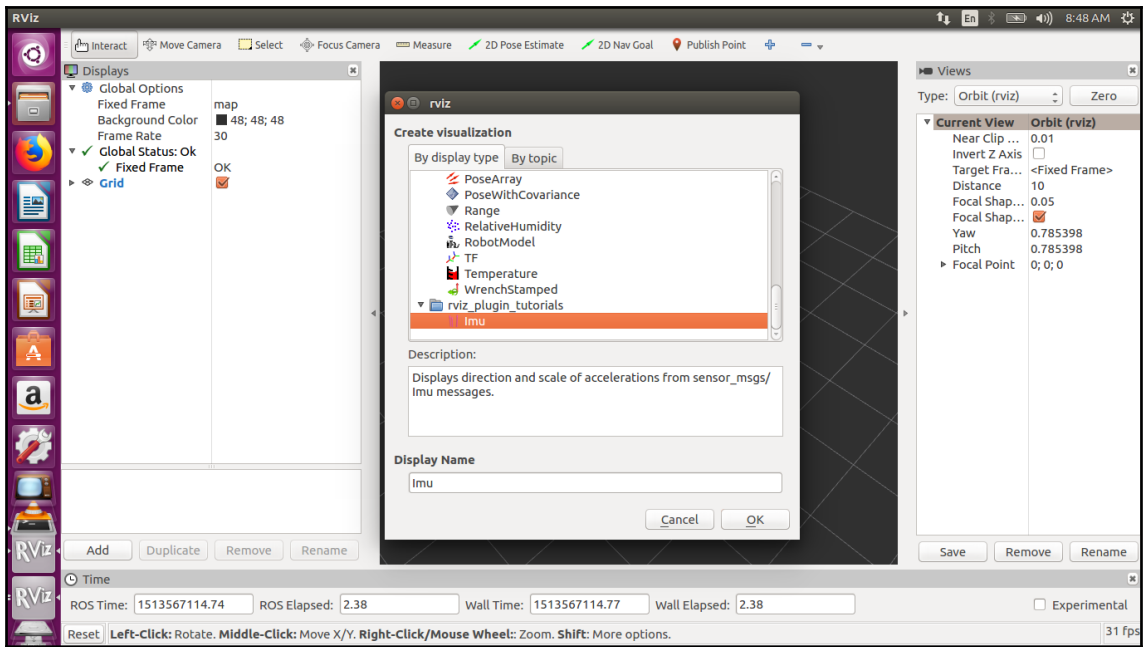 RViz
En
8:48 AM
Interact Move Camera Select Focus Camera Measure 2D Pose Estimate 2D Nav Goal Publish Point
Displays
Global Options
Fixed Frame map
Background Color 48; 48; 48
Frame Rate 30
Global Status: Ok
Fixed Frame OK
Grid
Add Duplicate Remove Rename
rviz
Create visualization
By display type By topic
PoseArray
PoseWithCovariance
Range
RelativeHumidity
RobotModel
TF
Temperature
WrenchStamped
rviz_plugin_tutorials
Imu
Description:
Displays direction and scale of accelerations from sensor_msgs/
Imu messages.
Display Name
Imu
Cancel OK
Views
Type: Orbit (rviz) Zero
Current View Orbit (rviz)
Near Clip ... 0.01
Invert Z Axis
Target Fra... <Fixed Frame>
Distance 10
Focal Shap... 0.05
Focal Shap...
Yaw 0.785398
Pitch 0.785398
Focal Point 0; 0; 0
Save Remove Rename
Time
ROS Time: 1513567114.74 ROS Elapsed: 2.38 Wall Time: 1513567114.77 Wall Elapsed: 2.38 Experimental
Reset Left-Click: Rotate. Middle-Click: Move X/Y. Right-Click/Mouse Wheel:: Zoom. Shift: More options. 31 fps
a
RViz
RViz